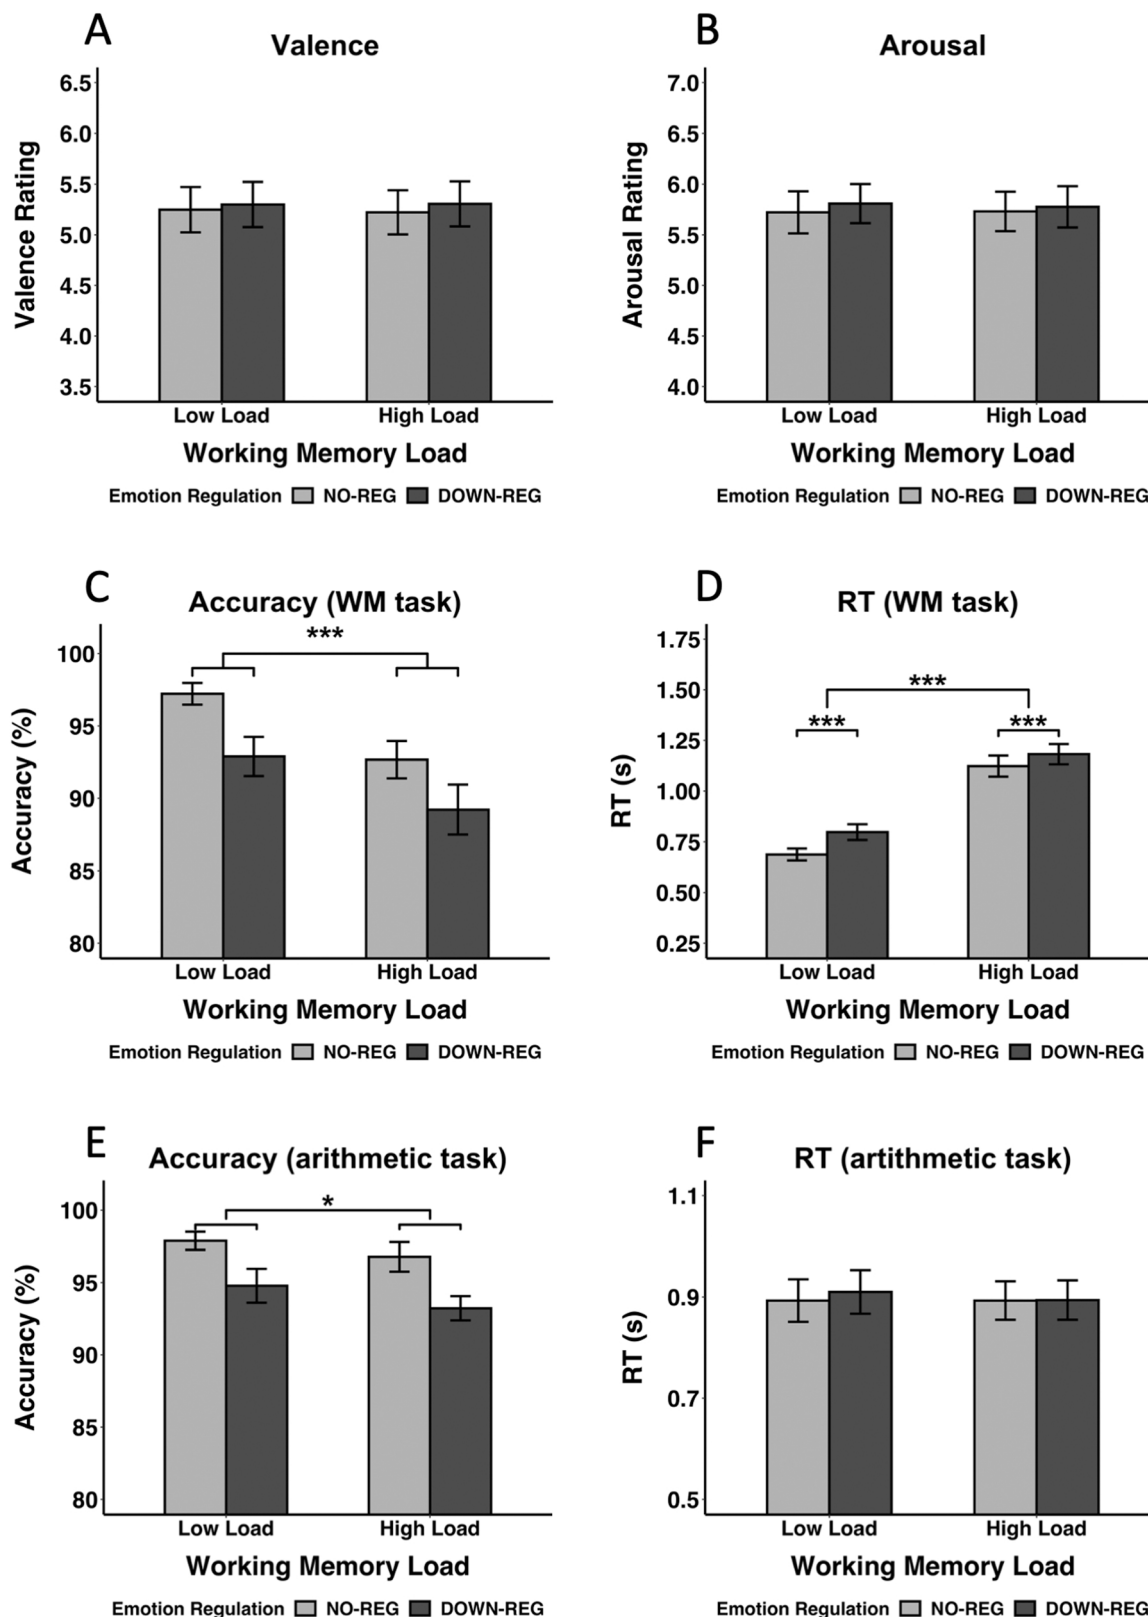 A
Valence
Valence Rating
6.5
6.0
5.5
5.0
4.5
4.0
3.5
Low Load
High Load
Working Memory Load
Emotion Regulation NO-REG DOWN-REG
B
Arousal
Arousal Rating
7.0
6.5
6.0
5.5
5.0
4.5
4.0
Low Load
High Load
Working Memory Load
Emotion Regulation NO-REG DOWN-REG
C
Accuracy (WM task)
Accuracy (%)
***
100
95
90
85
80
Low Load
High Load
Working Memory Load
Emotion Regulation NO-REG DOWN-REG
D
RT (WM task)
RT (s)
1.75
1.50
1.25
1.00
0.75
0.50
0.25
***
***
***
Low Load
High Load
Working Memory Load
Emotion Regulation NO-REG DOWN-REG
E
Accuracy (arithmetic task)
Accuracy (%)
*
100
95
90
85
80
Low Load
High Load
Working Memory Load
Emotion Regulation NO-REG DOWN-REG
F
RT (artithmetic task)
RT (s)
1.1
0.9
0.7
0.5
Low Load
High Load
Working Memory Load
Emotion Regulation NO-REG DOWN-REG